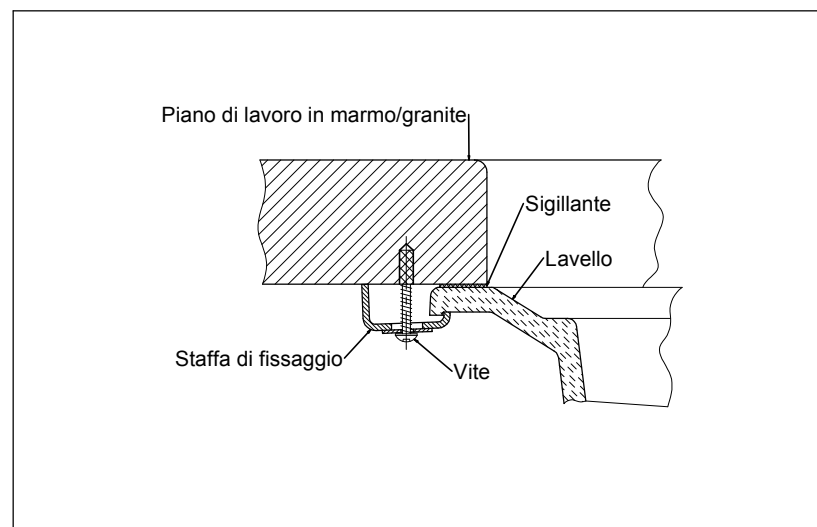 Piano di lavoro in marmo/granite
Sigillante
Lavello
Staffa di fissaggio
Vite